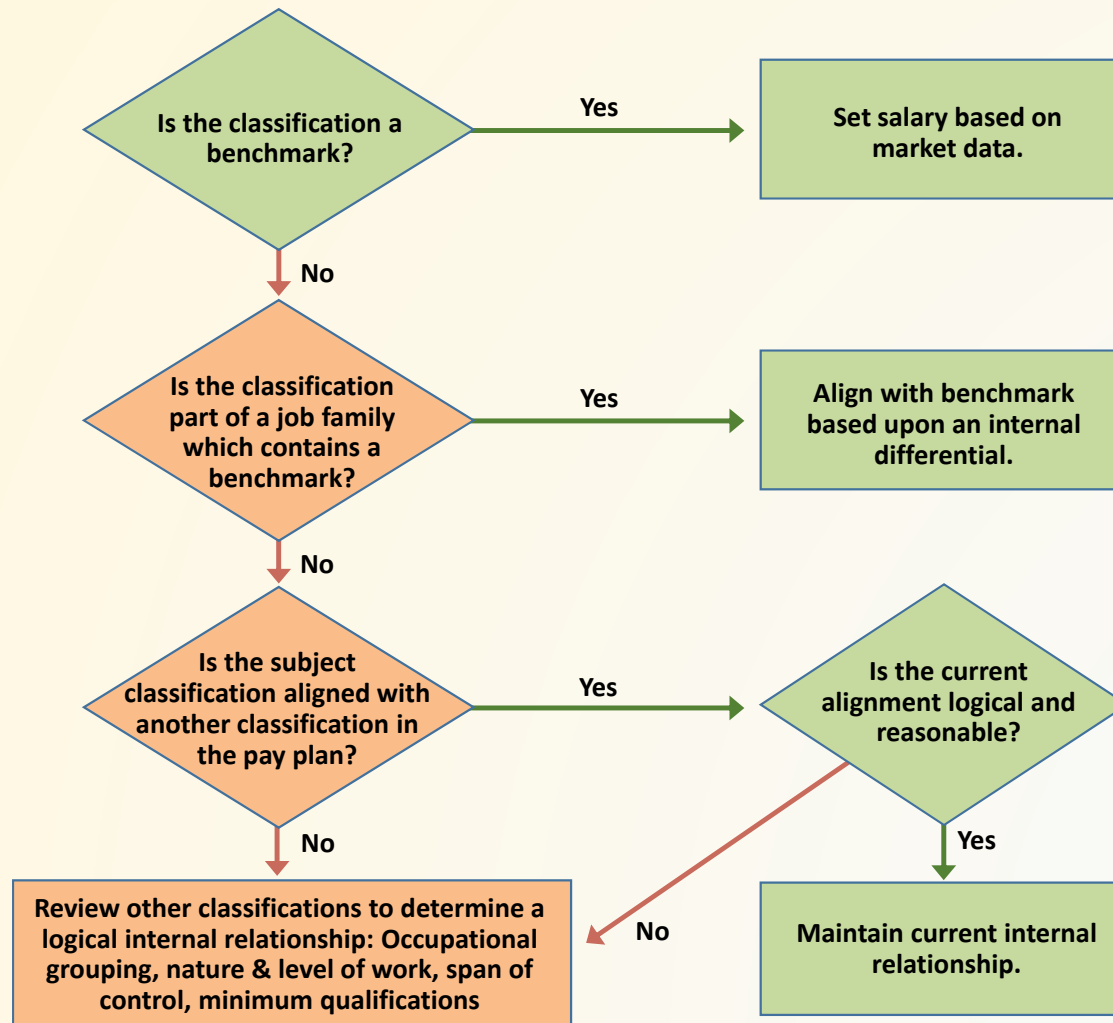 Is the classification a
benchmark?
Yes
Set salary based on
market data.
No
Is the classification
part of a job family
which contains a
benchmark?
Yes
Align with benchmark
based upon an internal
differential.
No
Is the subject
classification aligned with
another classification in
the pay plan?
Yes
Is the current
alignment logical and
reasonable?
No
Yes
Review other classifications to determine a
logical internal relationship: Occupational
grouping, nature & level of work, span of
control, minimum qualifications
No
Maintain current internal
relationship.